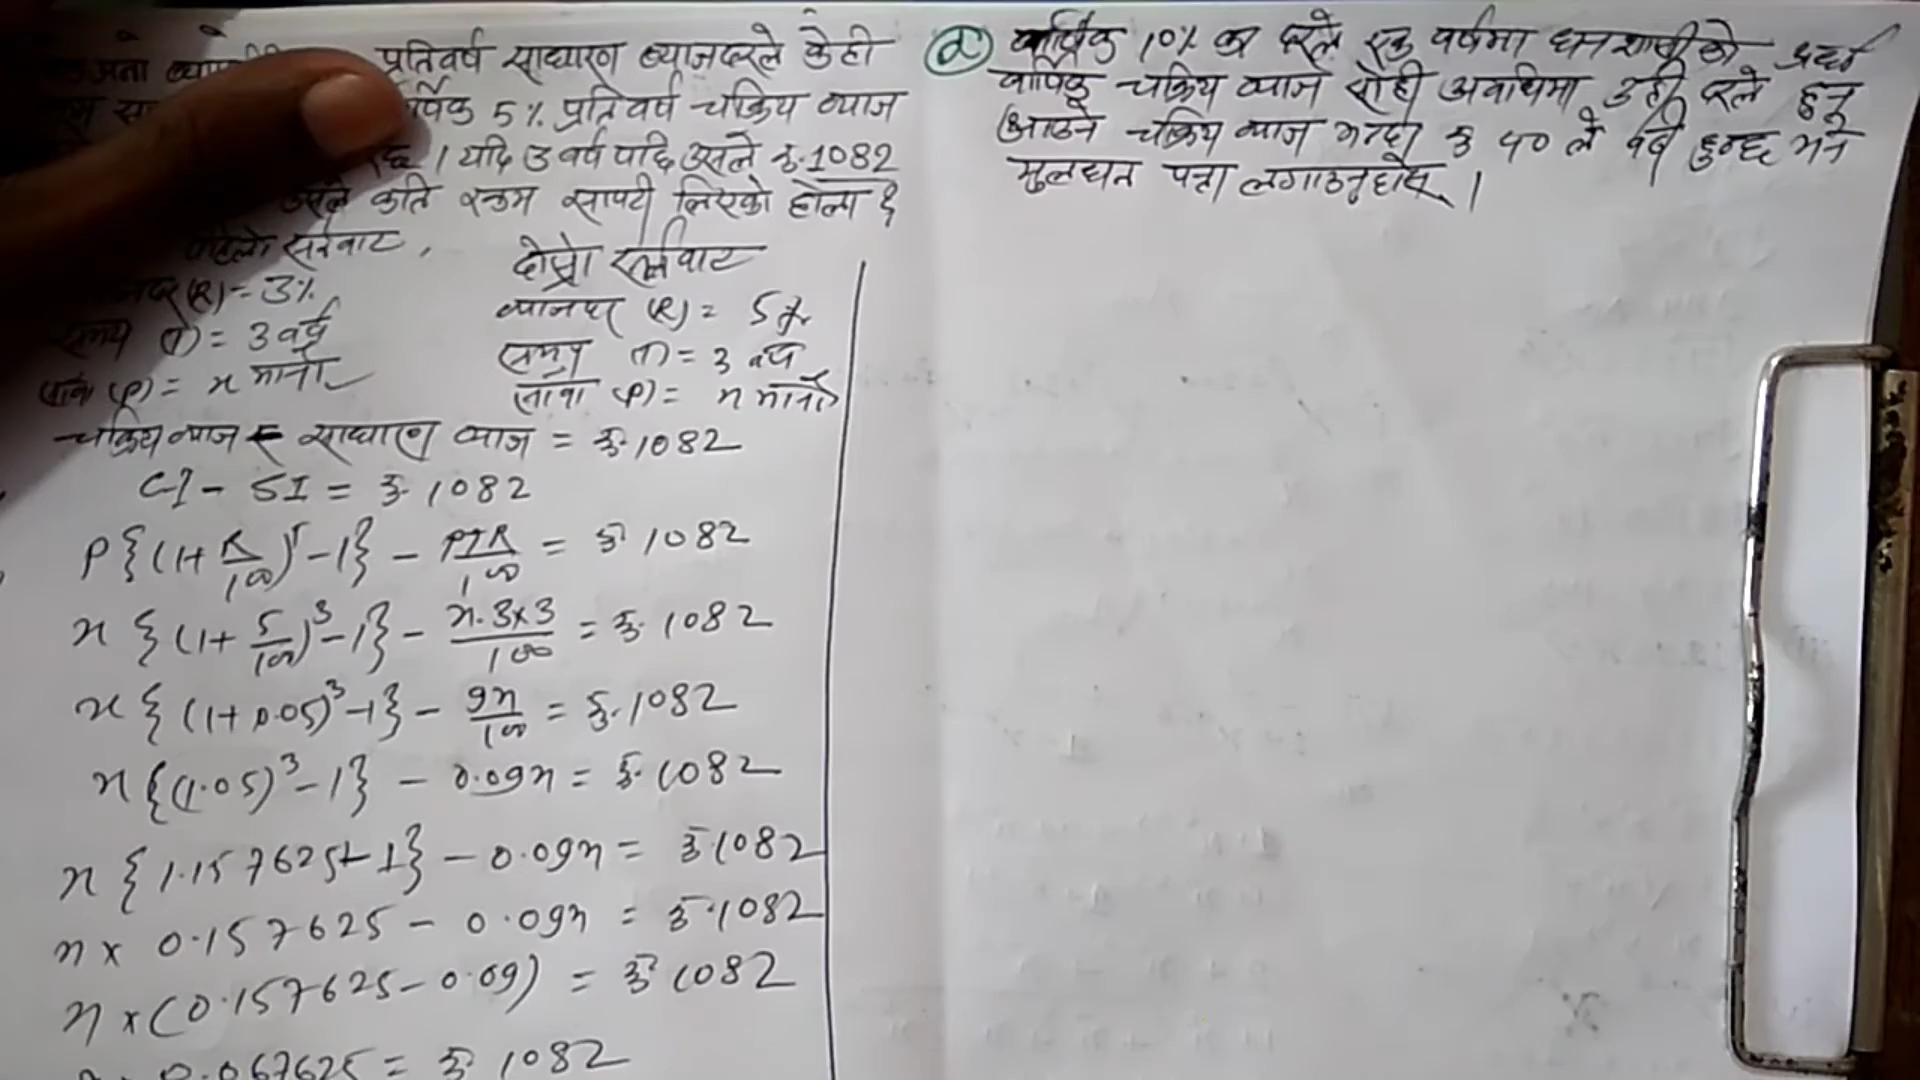 प्रतिवर्ष साधारण ब्याजदरले केही
5% प्रतिवर्ष चक्रिय ब्याज
। यदि 3 वर्ष पछि उसले रु.1082
उसले कति रकम सापटी लिएको होला ?
पहिलो सर्तबाट,
(R) = 3%
समय (T) = 3 वर्ष
(P) = x मानौं
दोस्रो सर्तबाट
ब्याजदर (R) = 5%
समय (T) = 3 वर्ष
सावा (P) = x मानौं
चक्रिय ब्याज - साधारण ब्याज = रु.1082
CI - SI = रु. 1082
P{(1+R/100)^T - 1} - PTR/100 = रु 1082
x {(1+5/100)^3 - 1} - x.3x3/100 = रु. 1082
x { (1+0.05)^3 - 1} - 9x/100 = रु. 1082
x {(1.05)^3 - 1} - 0.09x = रु. 1082
x {1.157625 - 1} - 0.09x = रु 1082
x × 0.157625 - 0.09x = रु.1082
x × (0.157625 - 0.09) = रु 1082
0.067625 = रु 1082
वार्षिक 10% का दरले एक वर्षमा धनराशीको अर्ध
वार्षिक चक्रिय ब्याज सोही अवधिमा उही दरले हुन
आउने चक्रिय ब्याज भन्दा रु 40 ले बढी हुन्छ भने
मुलधन पत्ता लगाउनुहोस् ।